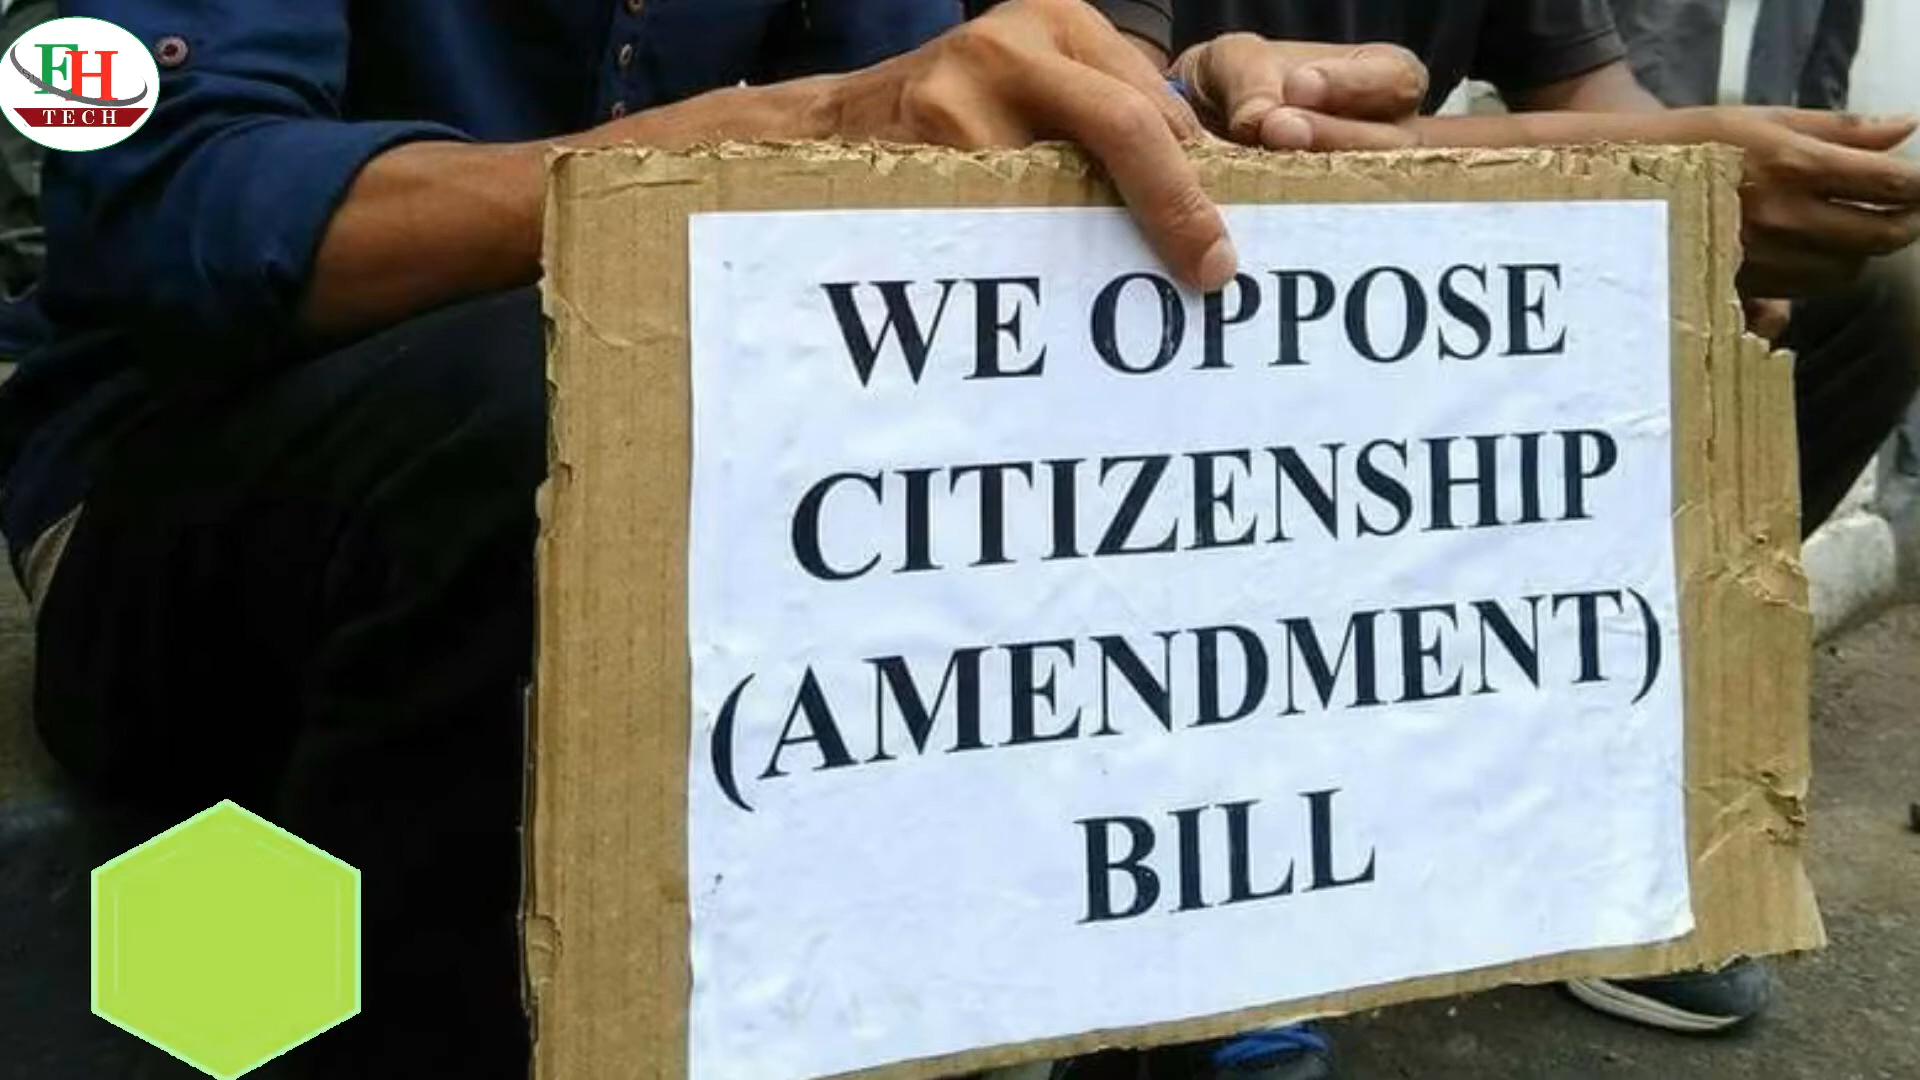 FH
TECH
WE OPPOSE
CITIZENSHIP
(AMENDMENT)
BILL